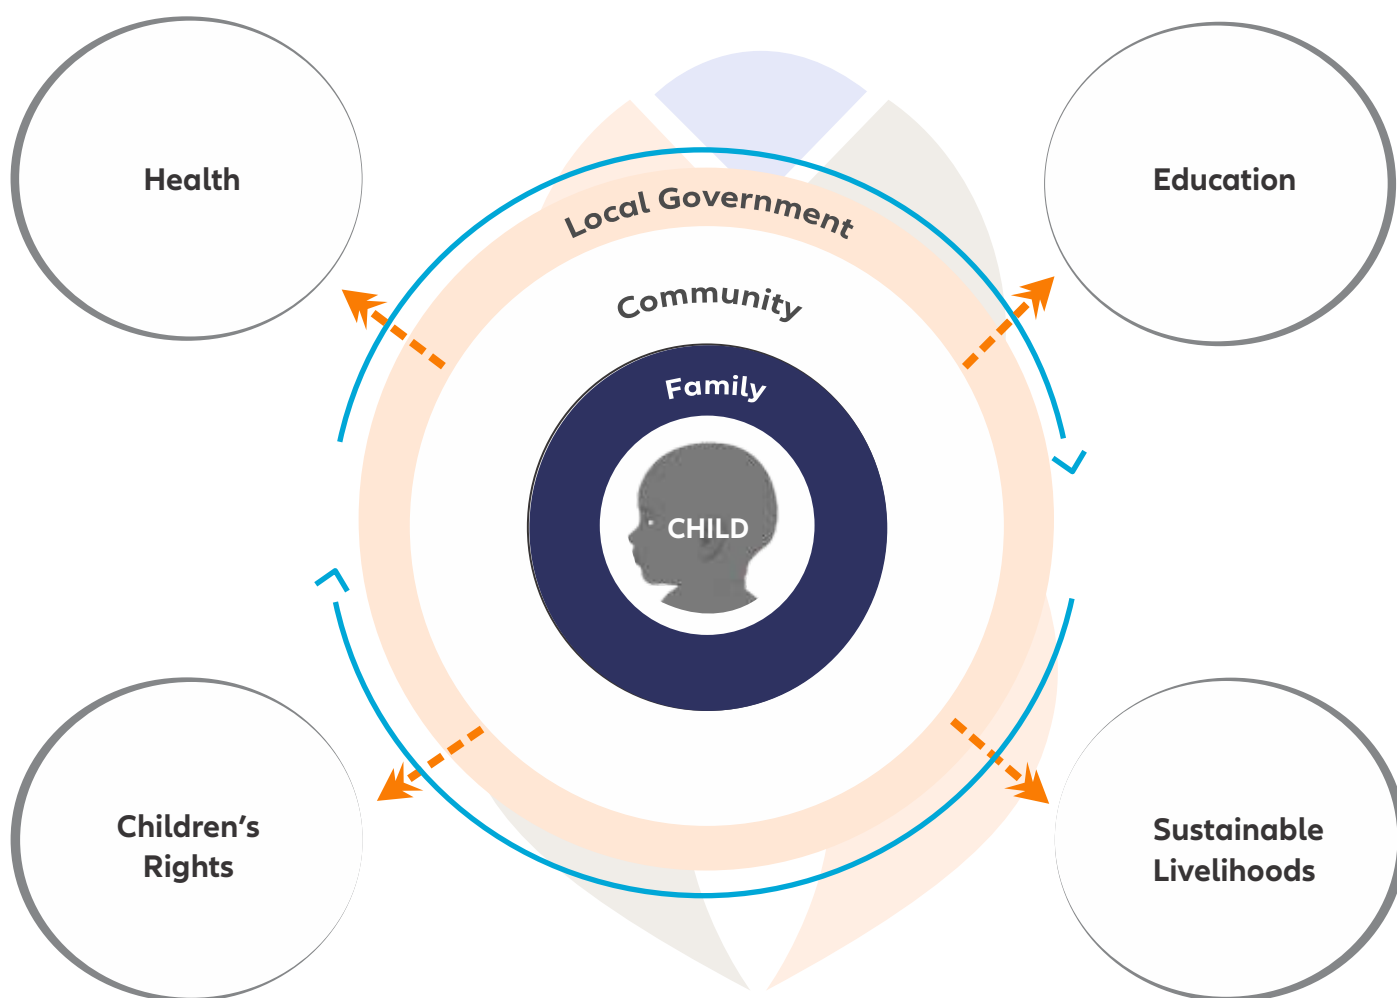 Health
Education
Local Government
Community
Family
CHILD
Children’s
Rights
Sustainable
Livelihoods